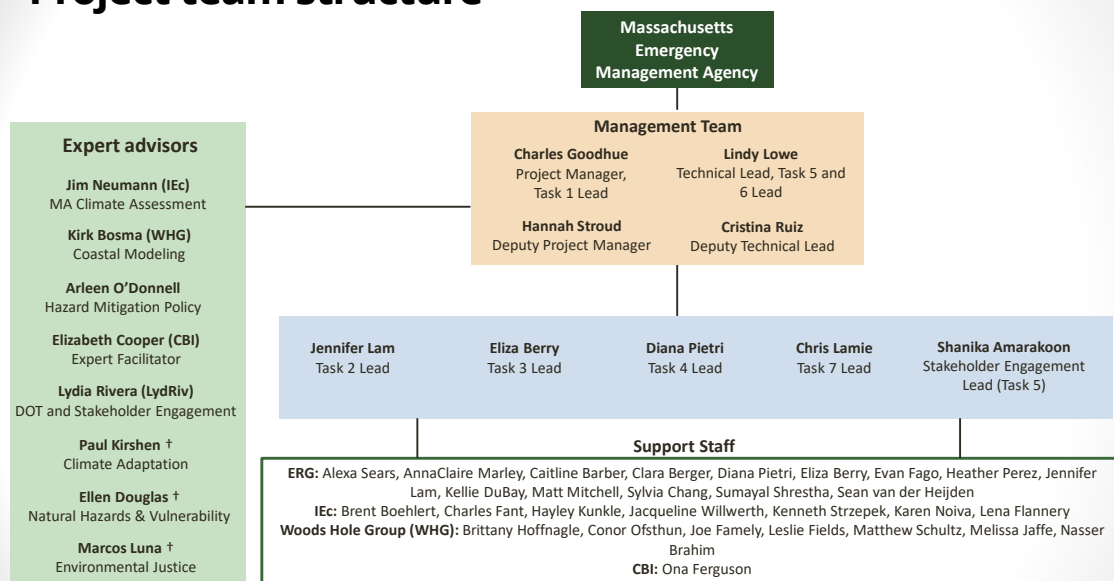 Project team structure
Massachusetts
Emergency
Management Agency
Expert advisors
Jim Neumann (IEc)
MA Climate Assessment
Kirk Bosma (WHG)
Coastal Modeling
Arleen O’Donnell
Hazard Mitigation Policy
Elizabeth Cooper (CBI)
Expert Facilitator
Lydia Rivera (LydRiv)
DOT and Stakeholder Engagement
Paul Kirshen †
Climate Adaptation
Ellen Douglas †
Natural Hazards & Vulnerability
Marcos Luna †
Environmental Justice
Management Team
Charles Goodhue
Project Manager,
Task 1 Lead
Lindy Lowe
Technical Lead, Task 5 and
6 Lead
Hannah Stroud
Deputy Project Manager
Cristina Ruiz
Deputy Technical Lead
Jennifer Lam
Task 2 Lead
Eliza Berry
Task 3 Lead
Diana Pietri
Task 4 Lead
Chris Lamie
Task 7 Lead
Shanika Amarakoon
Stakeholder Engagement
Lead (Task 5)
Support Staff
ERG: Alexa Sears, AnnaClaire Marley, Caitline Barber, Clara Berger, Diana Pietri, Eliza Berry, Evan Fago, Heather Perez, Jennifer
Lam, Kellie DuBay, Matt Mitchell, Sylvia Chang, Sumayal Shrestha, Sean van der Heijden
IEc: Brent Boehlert, Charles Fant, Hayley Kunkle, Jacqueline Willwerth, Kenneth Strzepek, Karen Noiva, Lena Flannery
Woods Hole Group (WHG): Brittany Hoffnagle, Conor Ofsthun, Joe Famely, Leslie Fields, Matthew Schultz, Melissa Jaffe, Nasser
Brahim
CBI: Ona Ferguson